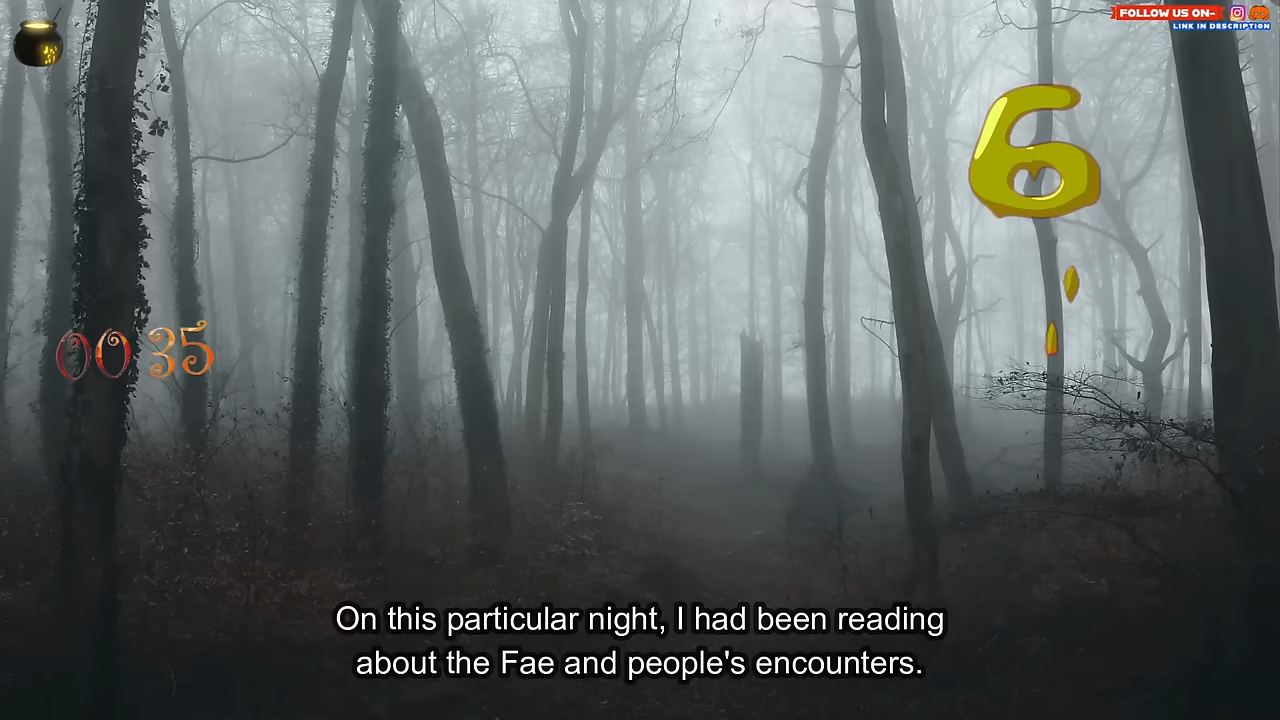 FOLLOW US ON-
LINK IN DESCRIPTION
6
00 35
On this particular night, I had been reading
about the Fae and people's encounters.